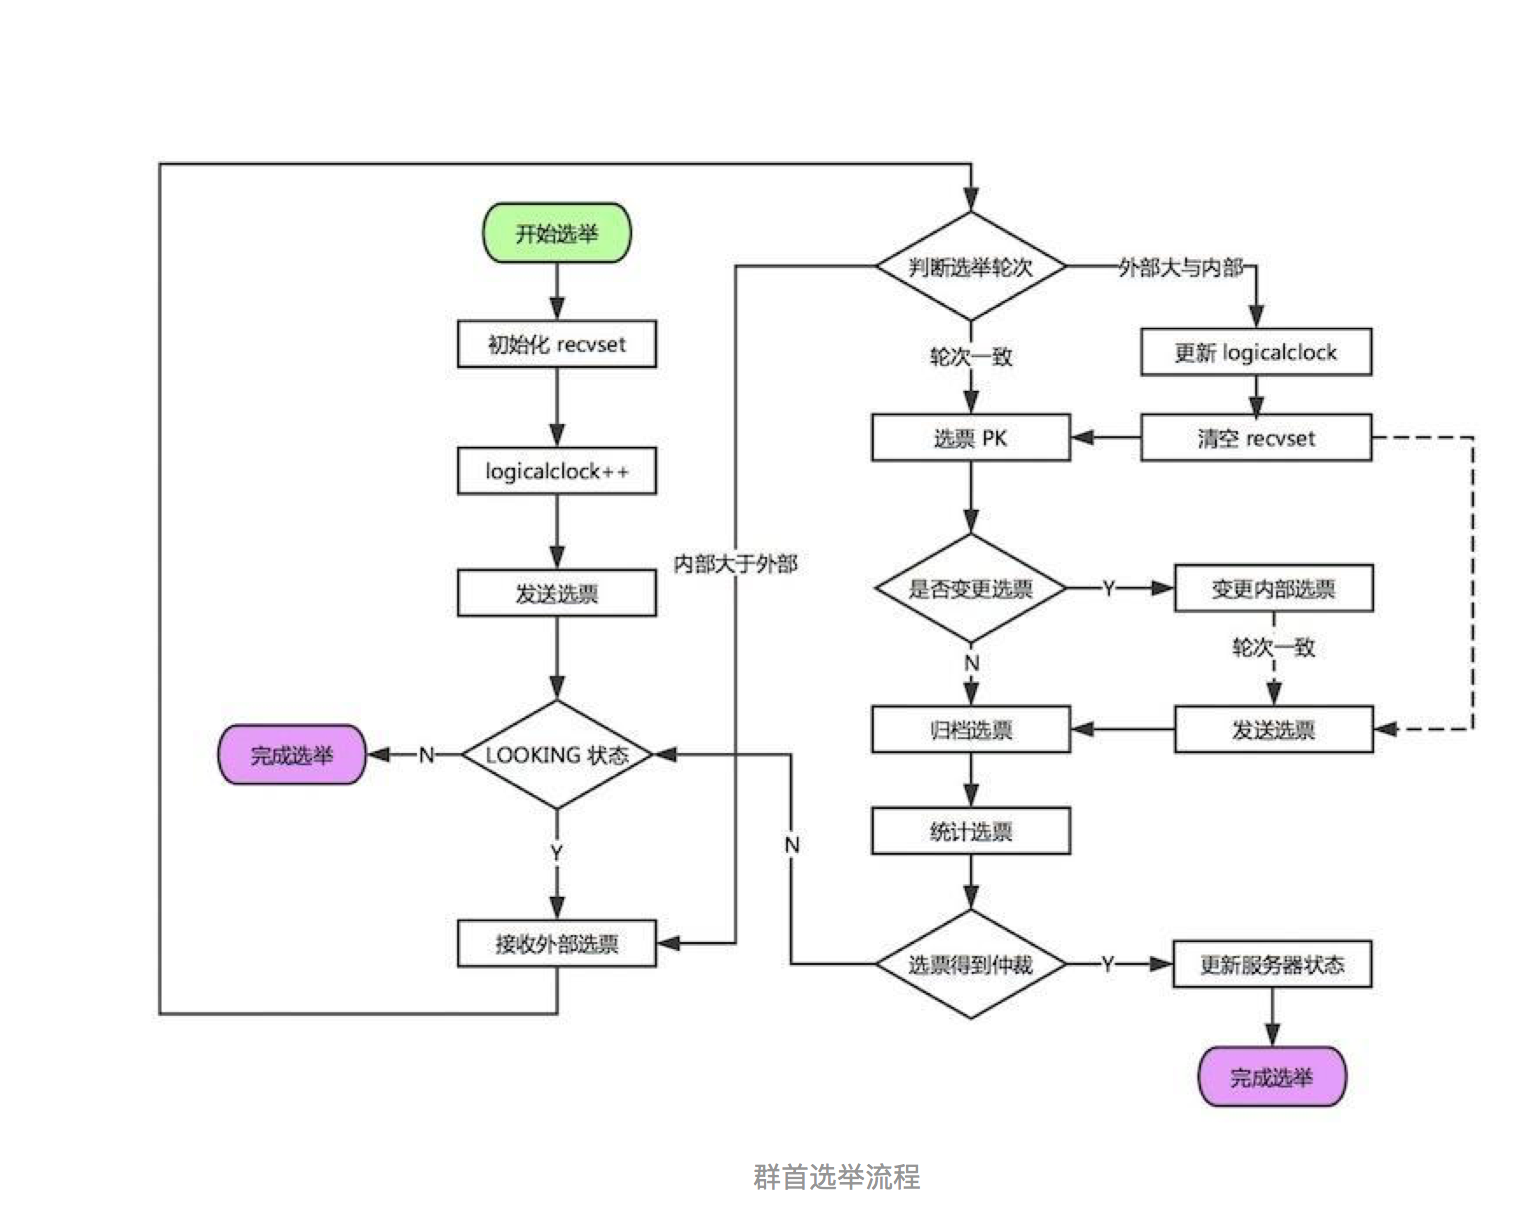 开始选举
初始化 recvset
logicalclock++
发送选票
LOOKING 状态
N
完成选举
Y
接收外部选票
内部大于外部
判断选举轮次
外部大与内部
轮次一致
更新 logicalclock
选票 PK
清空 recvset
是否变更选票
Y
变更内部选票
N
轮次一致
归档选票
发送选票
统计选票
N
选票得到仲裁
Y
更新服务器状态
完成选举
群首选举流程